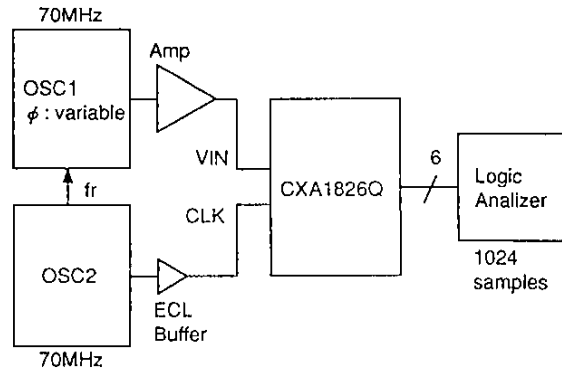 70MHz
OSC1
ϕ : variable
Amp
VIN
fr
CLK
OSC2
70MHz
ECL
Buffer
CXA1826Q
6
Logic
Analizer
1024
samples